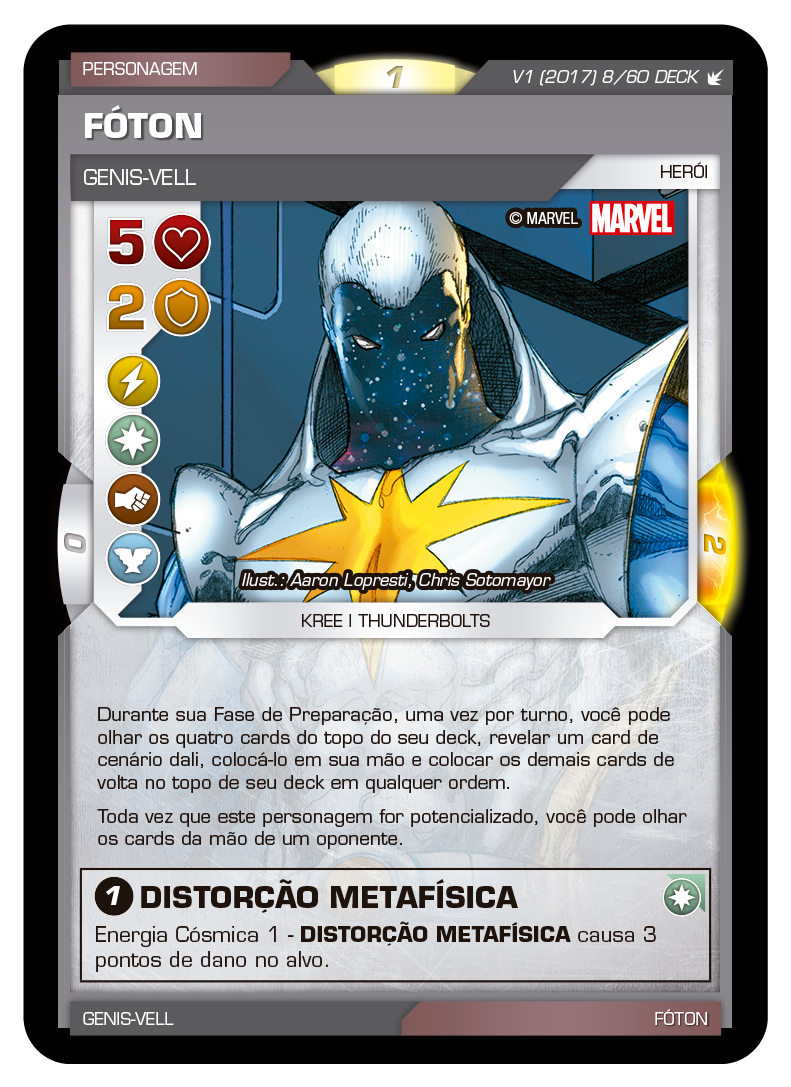 PERSONAGEM
1
V1 (2017) 8/60 DECK
FÓTON
GENIS-VELL
HERÓI
© MARVEL MARVEL
5
2
0
2
Ilust.: Aaron Lopresti, Chris Sotomayor
KREE | THUNDERBOLTS
Durante sua Fase de Preparação, uma vez por turno, você pode
olhar os quatro cards do topo do seu deck, revelar um card de
cenário dali, colocá-lo em sua mão e colocar os demais cards de
volta no topo de seu deck em qualquer ordem.
Toda vez que este personagem for potencializado, você pode olhar
os cards da mão de um oponente.
1 DISTORÇÃO METAFÍSICA
Energia Cósmica 1 - DISTORÇÃO METAFÍSICA causa 3
pontos de dano no alvo.
GENIS-VELL
FÓTON